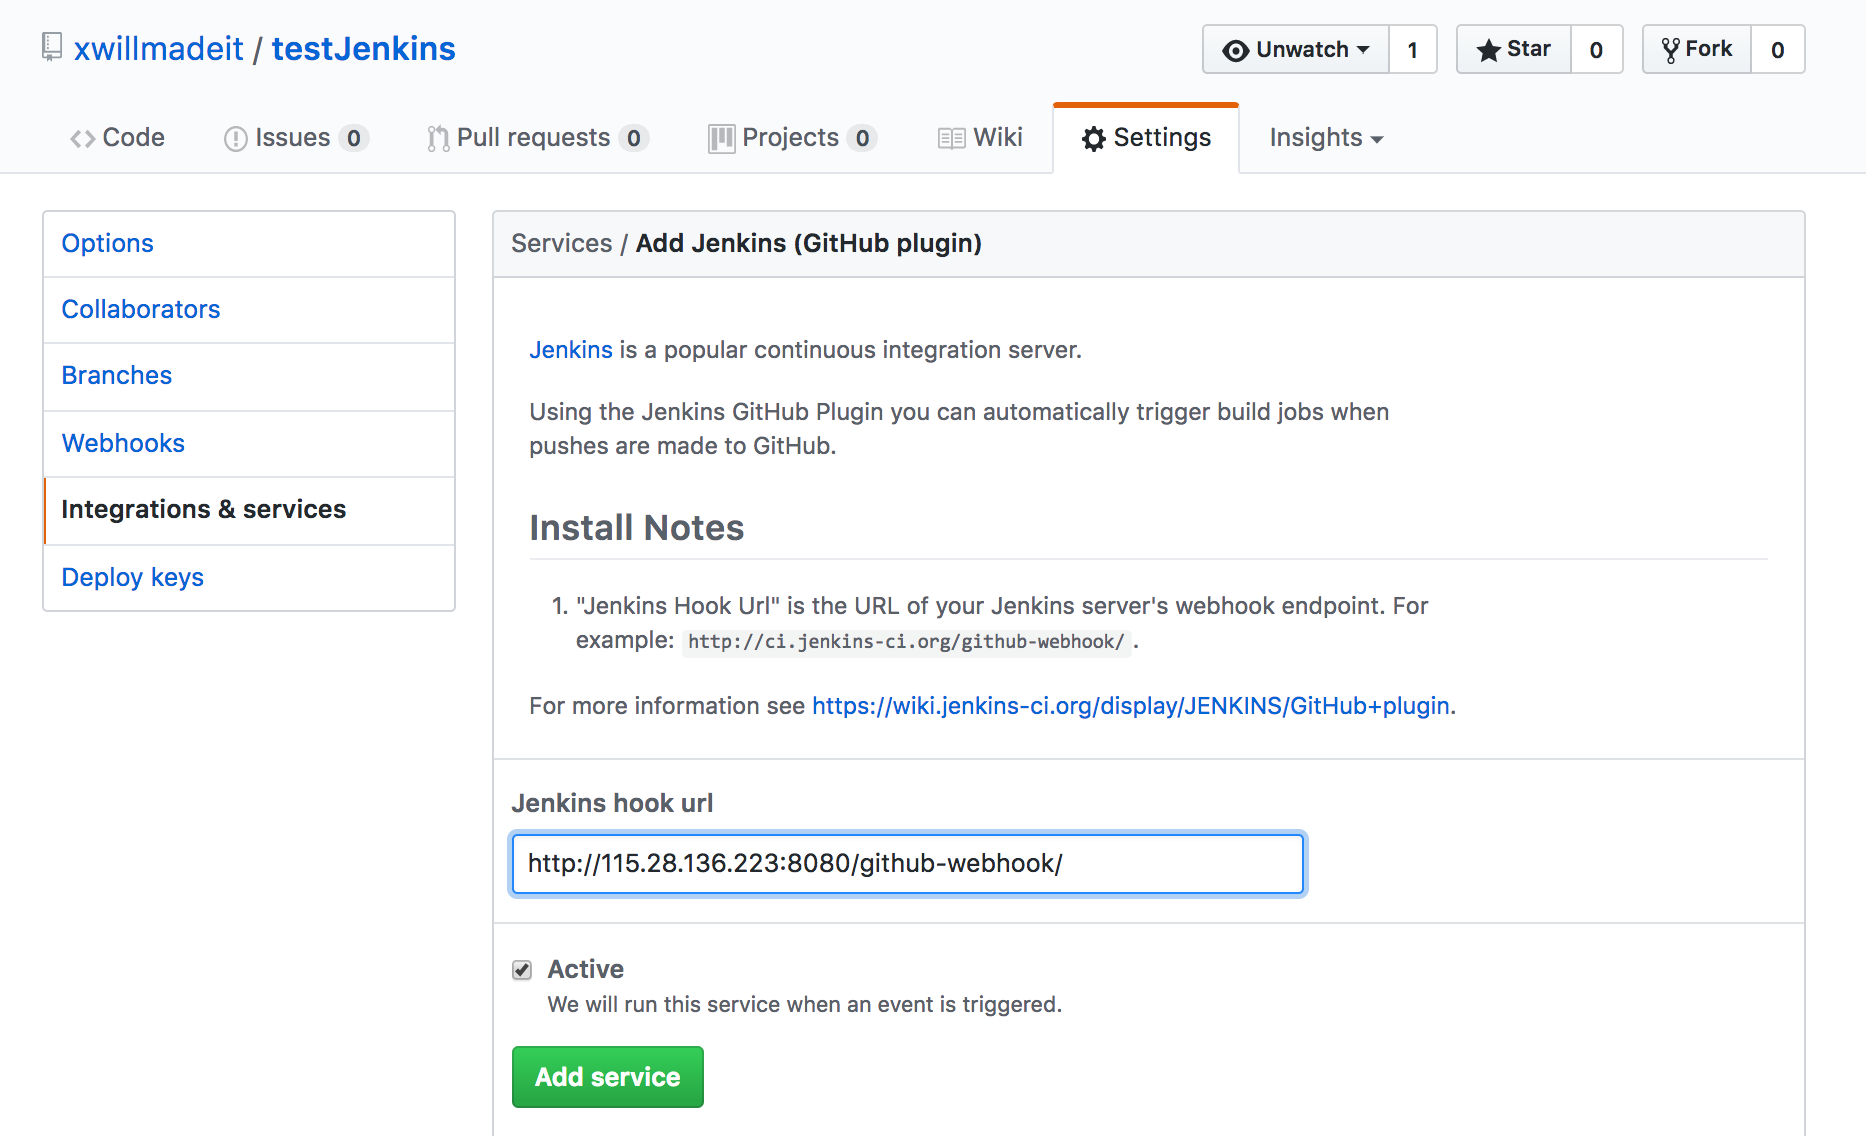 xwillmadeit / testJenkins
Unwatch 1
Star 0
Fork 0
Code
Issues 0
Pull requests 0
Projects 0
Wiki
Settings
Insights
Options
Collaborators
Branches
Webhooks
Integrations & services
Deploy keys
Services / Add Jenkins (GitHub plugin)
Jenkins is a popular continuous integration server.
Using the Jenkins GitHub Plugin you can automatically trigger build jobs when
pushes are made to GitHub.
Install Notes
1. "Jenkins Hook Url" is the URL of your Jenkins server's webhook endpoint. For
example: http://ci.jenkins-ci.org/github-webhook/ .
For more information see https://wiki.jenkins-ci.org/display/JENKINS/GitHub+plugin.
Jenkins hook url
http://115.28.136.223:8080/github-webhook/
Active
We will run this service when an event is triggered.
Add service